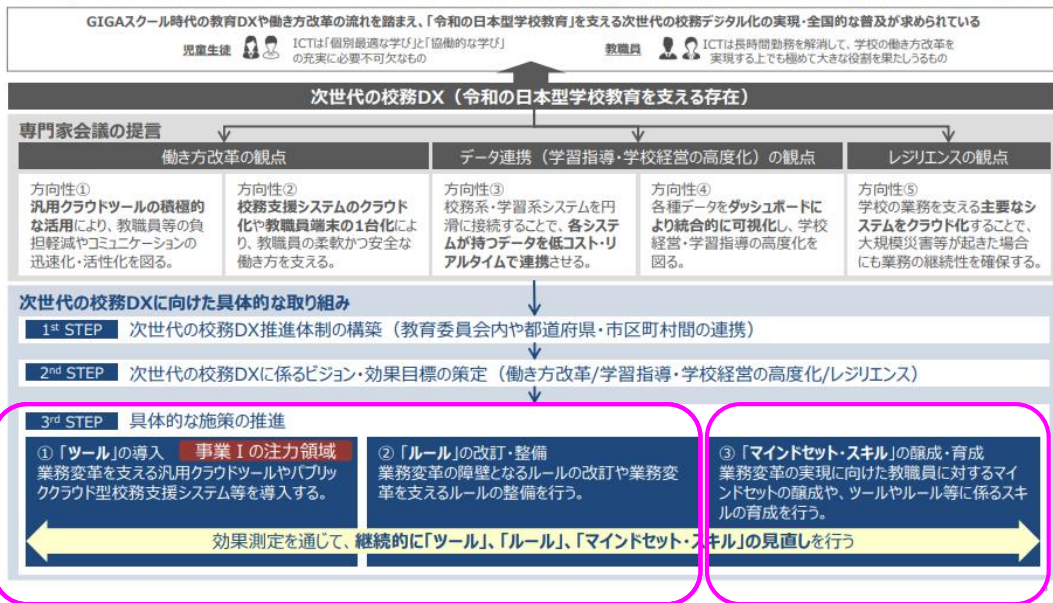 GIGAスクール時代の教育DXや働き方改革の流れを踏まえ、「令和の日本型学校教育」を支える次世代の校務デジタル化の実現・全国的な普及が求められている
児童生徒
ICTは「個別最適な学び」と「協働的な学び」
の充実に必要不可欠なもの
教職員
ICTは長時間勤務を解消して、学校の働き方改革を
実現する上でも極めて大きな役割を果たしうるもの
次世代の校務DX（令和の日本型学校教育を支える存在）
専門家会議の提言
働き方改革の観点
方向性①
汎用クラウドツールの積極的
な活用により、教職員等の負
担軽減やコミュニケーションの
迅速化・活性化を図る。
方向性②
校務支援システムのクラウド
化や教職員端末の1台化によ
り、教職員の柔軟かつ安全な
働き方を支える。
データ連携（学習指導・学校経営の高度化）の観点
方向性③
校務系・学習系システムを円
滑に接続することで、各システ
ムが持つデータを低コスト・リ
アルタイムで連携させる。
方向性④
各種データをダッシュボードに
より統合的に可視化し、学校
経営・学習指導の高度化を
図る。
レジリエンスの観点
方向性⑤
学校の業務を支える主要なシ
ステムをクラウド化することで、
大規模災害等が起きた場合
にも業務の継続性を確保する。
次世代の校務DXに向けた具体的な取り組み
1st STEP 次世代の校務DX推進体制の構築（教育委員会内や都道府県・市区町村間の連携）
2nd STEP 次世代の校務DXに係るビジョン・効果目標の策定（働き方改革/学習指導・学校経営の高度化/レジリエンス）
3rd STEP 具体的な施策の推進
①「ツール」の導入 事業Ⅰの注力領域
業務変革を支える汎用クラウドツールやパブリッ
ククラウド型校務支援システム等を導入する。
②「ルール」の改訂・整備
業務変革の障壁となるルールの改訂や業務変
革を支えるルールの整備を行う。
③「マインドセット・スキル」の醸成・育成
業務変革の実現に向けた教職員に対するマイ
ンドセットの醸成や、ツールやルール等に係るスキ
ルの育成を行う。
効果測定を通じて、継続的に「ツール」、「ルール」、「マインドセット・スキル」の見直しを行う